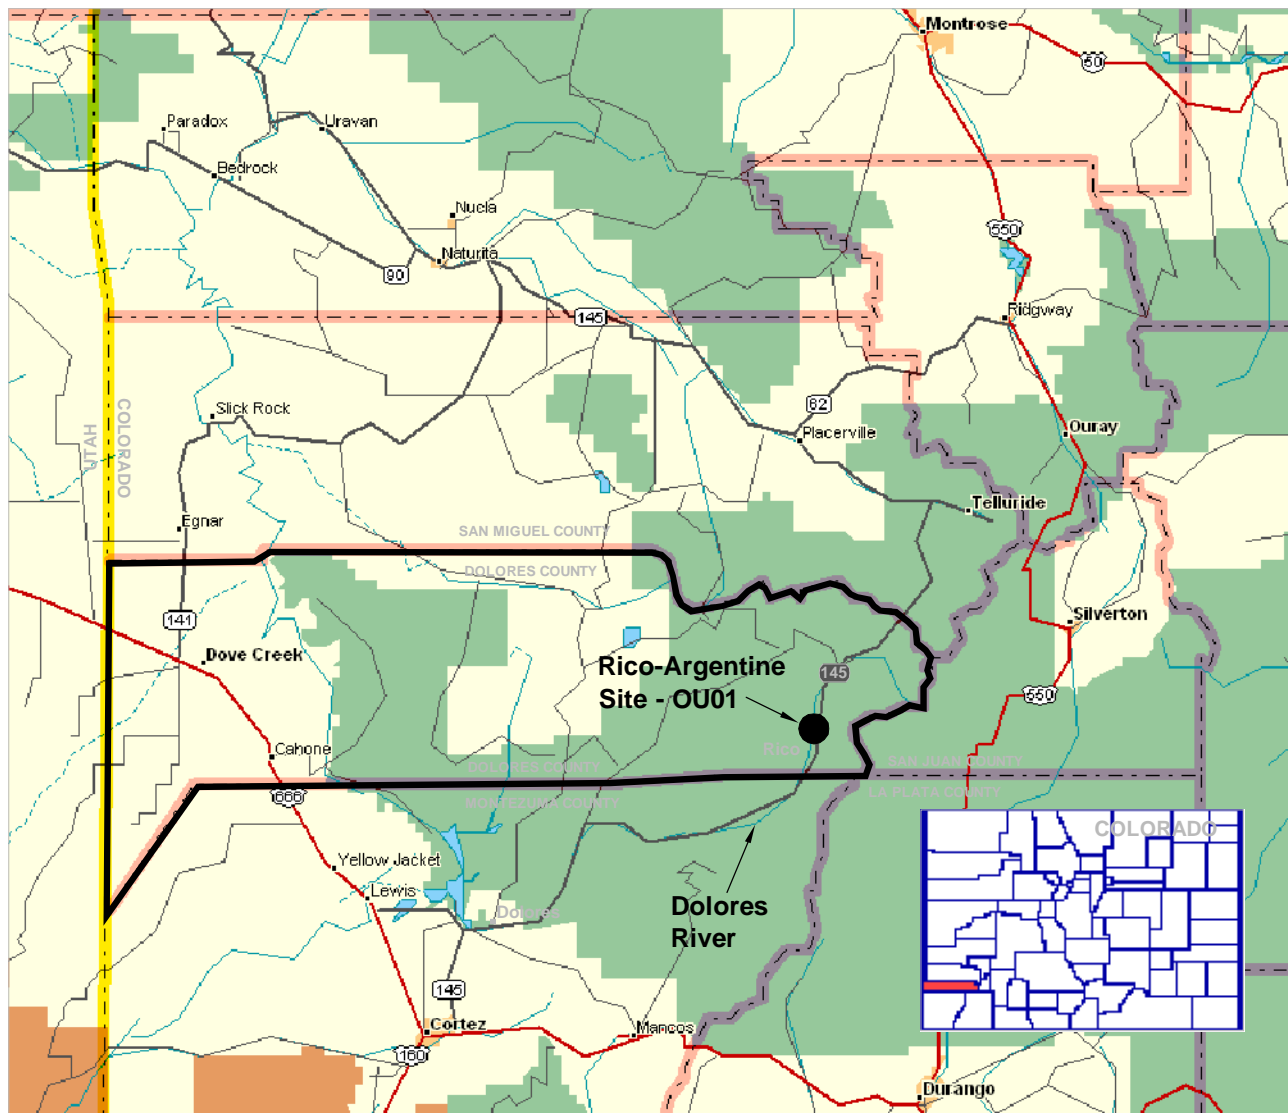 Montrose
50
Paradox
Uravan
Bedrock
Nucla
550
Naturita
90
145
Ridgway
COLORADO
UTAH
Slick Rock
62
Placerville
Ouray
Telluride
Egnar
SAN MIGUEL COUNTY
DOLORES COUNTY
141
Silverton
Dove Creek
Rico-Argentine
Site - OU01
145
550
Rico
Cahone
DOLORES COUNTY
SAN JUAN COUNTY
666
MONTEZUMA COUNTY
LA PLATA COUNTY
COLORADO
Yellow Jacket
Lewis
Dolores
Dolores
River
145
Cortez
Mancos
160
Durango